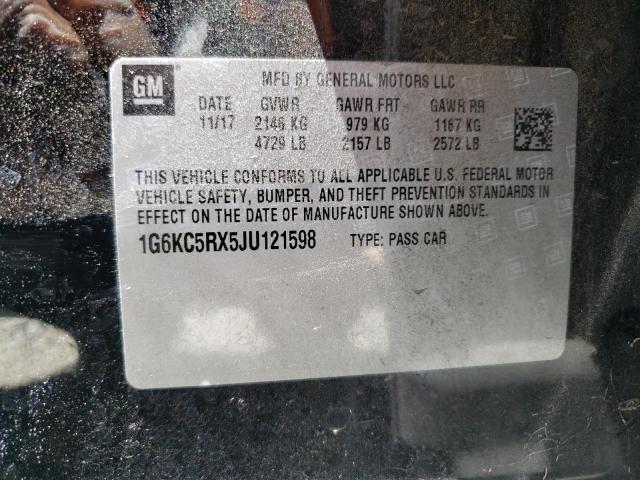 GM
MFD BY GENERAL MOTORS LLC
DATE GVWR GAWR FRT GAWR RR
11/17 2146 KG 979 KG 1167 KG
4729 LB 2157 LB 2572 LB
THIS VEHICLE CONFORMS TO ALL APPLICABLE U.S. FEDERAL MOTOR
VEHICLE SAFETY, BUMPER, AND THEFT PREVENTION STANDARDS IN
EFFECT ON THE DATE OF MANUFACTURE SHOWN ABOVE.
1G6KC5RX5JU121598 TYPE: PASS CAR